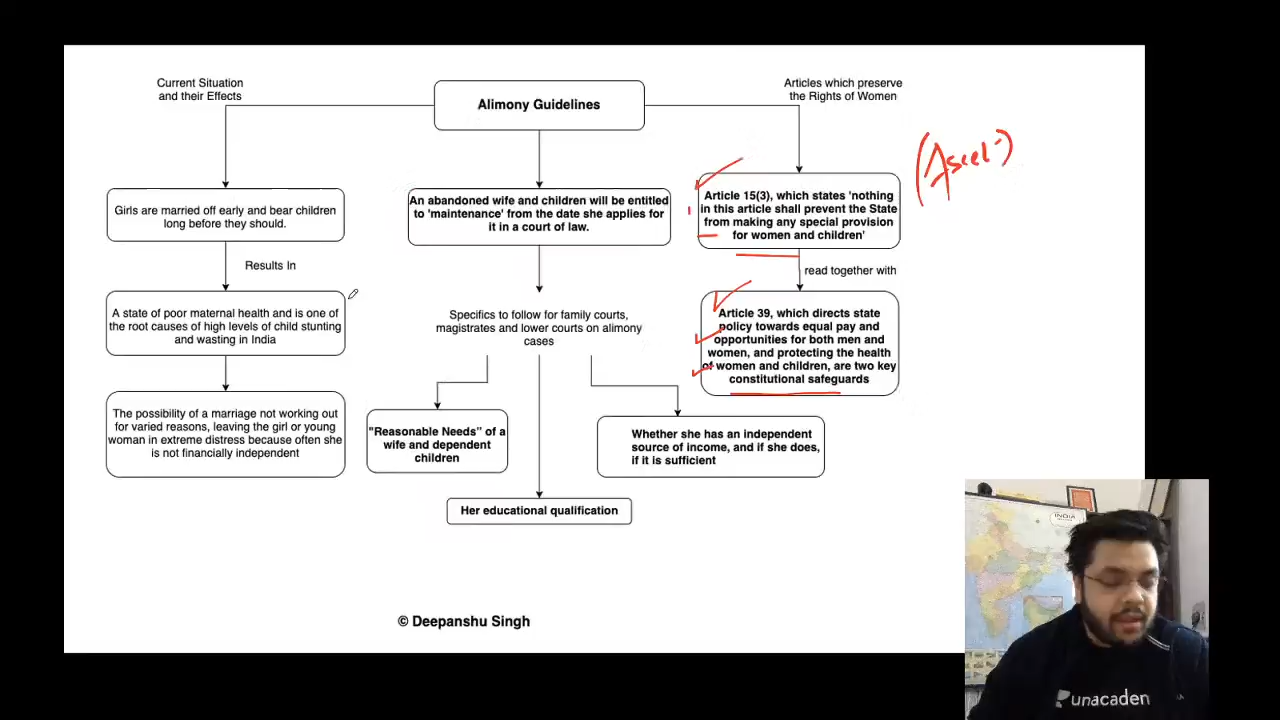 Current Situation
and their Effects
Alimony Guidelines
Articles which preserve
the Rights of Women
Girls are married off early and bear children
long before they should.
Results In
A state of poor maternal health and is one of
the root causes of high levels of child stunting
and wasting in India
The possibility of a marriage not working out
for varied reasons, leaving the girl or young
woman in extreme distress because often she
is not financially independent
An abandoned wife and children will be entitled
to 'maintenance' from the date she applies for
it in a court of law.
Specifics to follow for family courts,
magistrates and lower courts on alimony
cases
"Reasonable Needs" of a
wife and dependent
children
Her educational qualification
Whether she has an independent
source of income, and if she does,
if it is sufficient
Article 15(3), which states 'nothing
in this article shall prevent the State
from making any special provision
for women and children'
read together with
Article 39, which directs state
policy towards equal pay and
opportunities for both men and
women, and protecting the health
of women and children, are two key
constitutional safeguards
© Deepanshu Singh
INDIA
unacaden